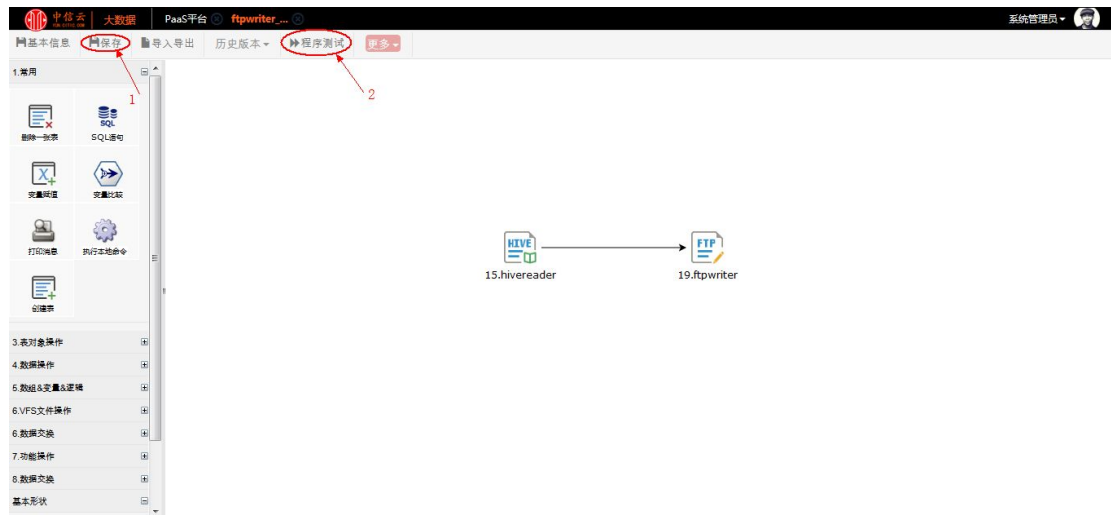 中信云 大数据 PaaS平台 ftpwriter_... 系统管理员
基本信息 保存 导入导出 历史版本 程序测试 更多
1.常用
1
2
SQL
删除一张表 SQL语句
变量赋值 变量比较
打印消息 执行本地命令
创建表
HIVE FTP
15.hivereader 19.ftpwriter
3.表对象操作
4.数据操作
5.数组&变量&逻辑
6.VFS文件操作
6.数据交换
7.功能操作
8.数据交换
基本形状